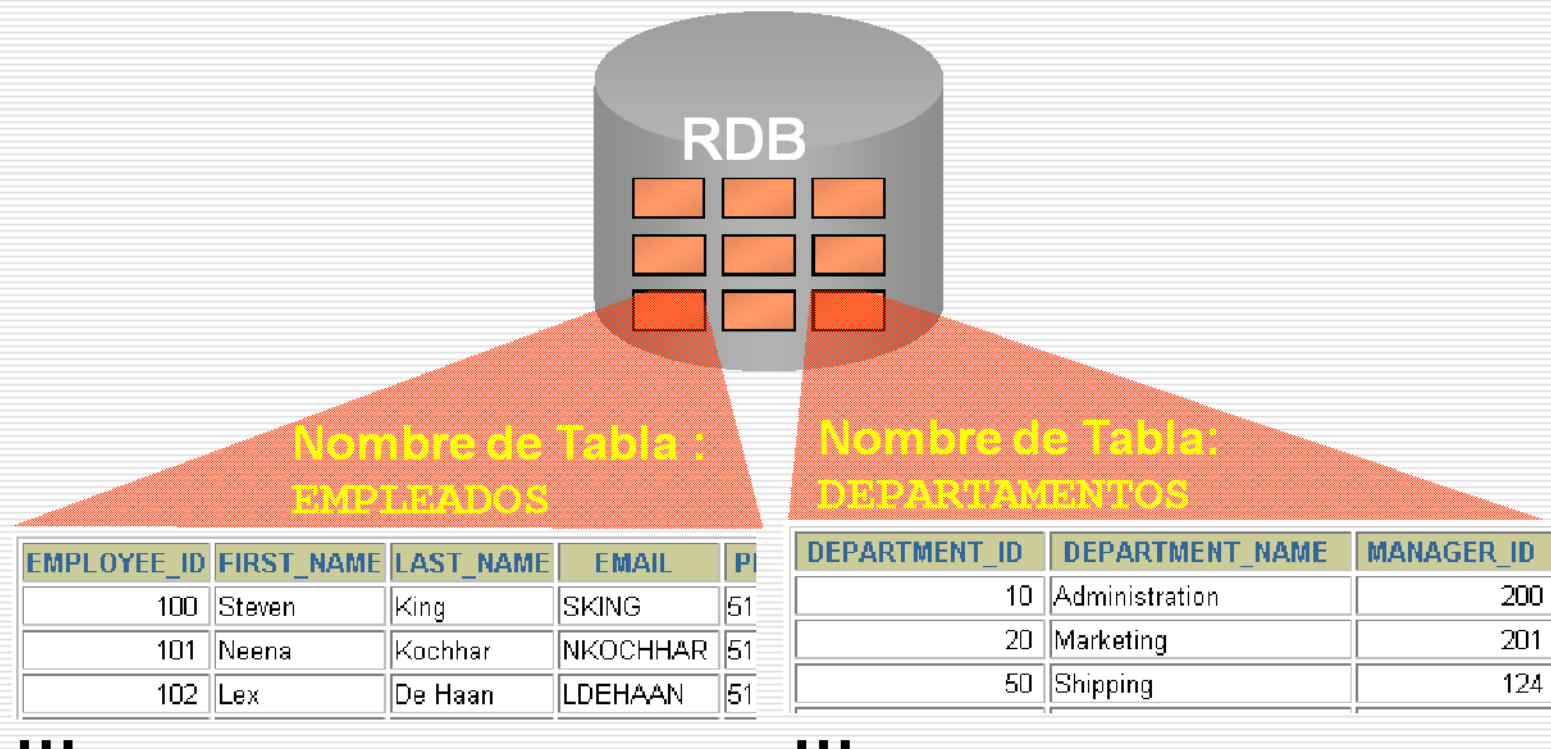 RDB
Nombre de Tabla :
EMPLEADOS
EMPLOYEE_ID FIRST_NAME LAST_NAME EMAIL
100 Steven King SKING 51
101 Neena Kochhar NKOCHHAR 51
102 Lex De Haan LDEHAAN 51
...
Nombre de Tabla:
DEPARTAMENTOS
DEPARTMENT_ID DEPARTMENT_NAME MANAGER_ID
10 Administration 200
20 Marketing 201
50 Shipping 124
...